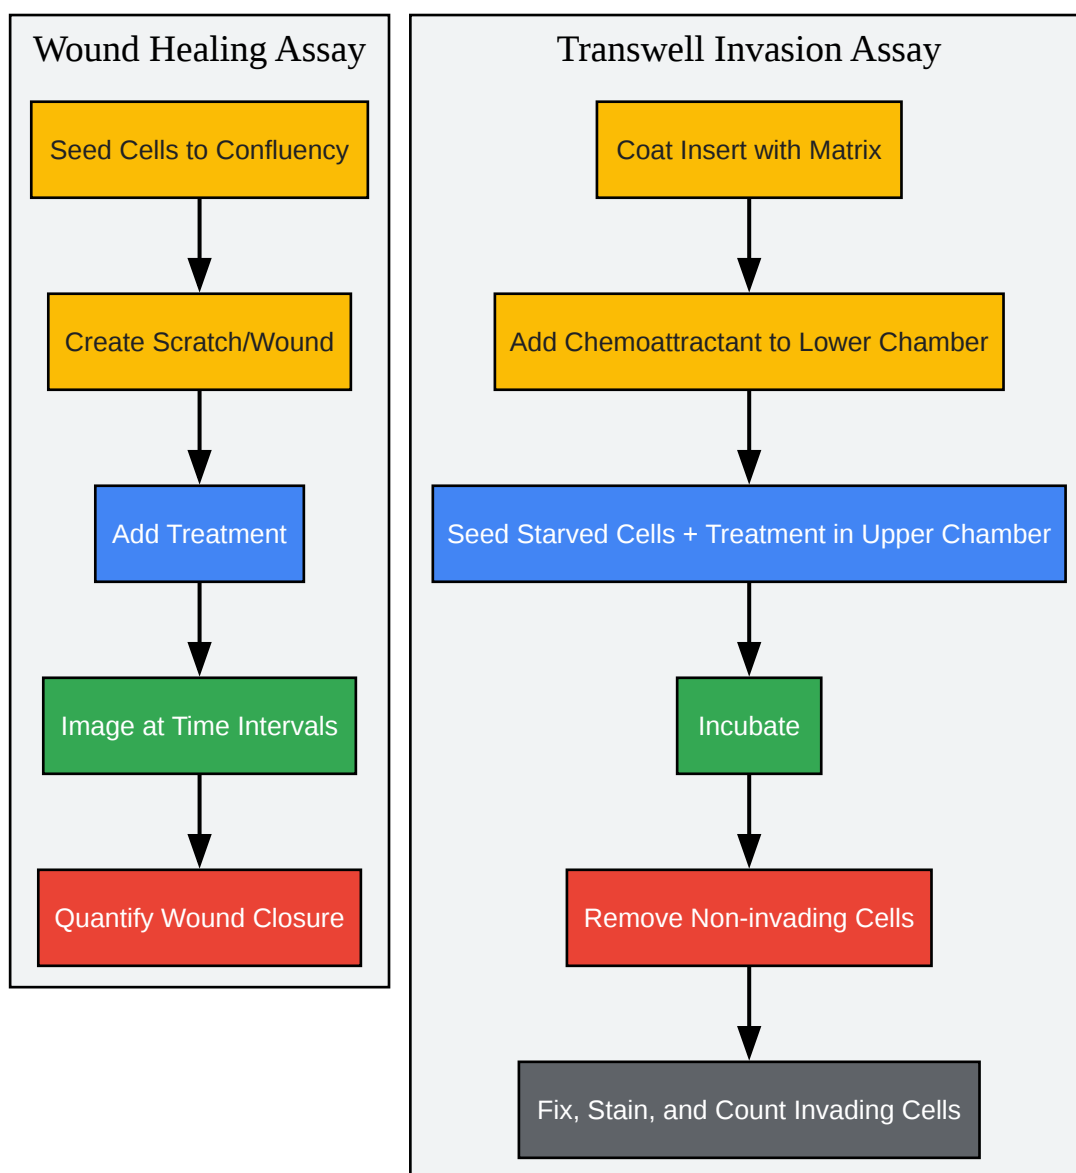 Wound Healing Assay
Seed Cells to Confluency
Create Scratch/Wound
Add Treatment
Image at Time Intervals
Quantify Wound Closure
Transwell Invasion Assay
Coat Insert with Matrix
Add Chemoattractant to Lower Chamber
Seed Starved Cells + Treatment in Upper Chamber
Incubate
Remove Non-invading Cells
Fix, Stain, and Count Invading Cells